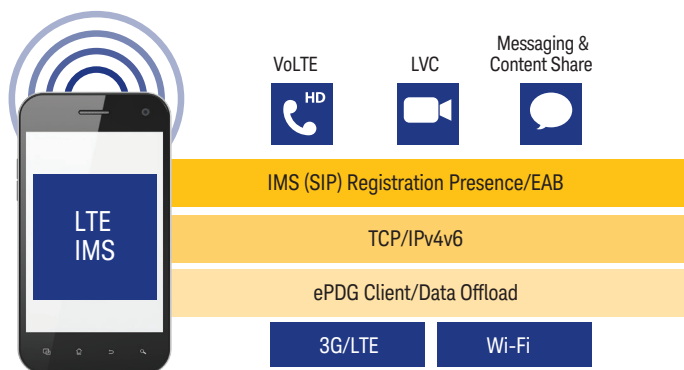 VoLTE
LVC
Messaging &
Content Share
HD
IMS (SIP) Registration Presence/EAB
LTE
IMS
TCP/IPv4v6
ePDG Client/Data Offload
3G/LTE
Wi-Fi